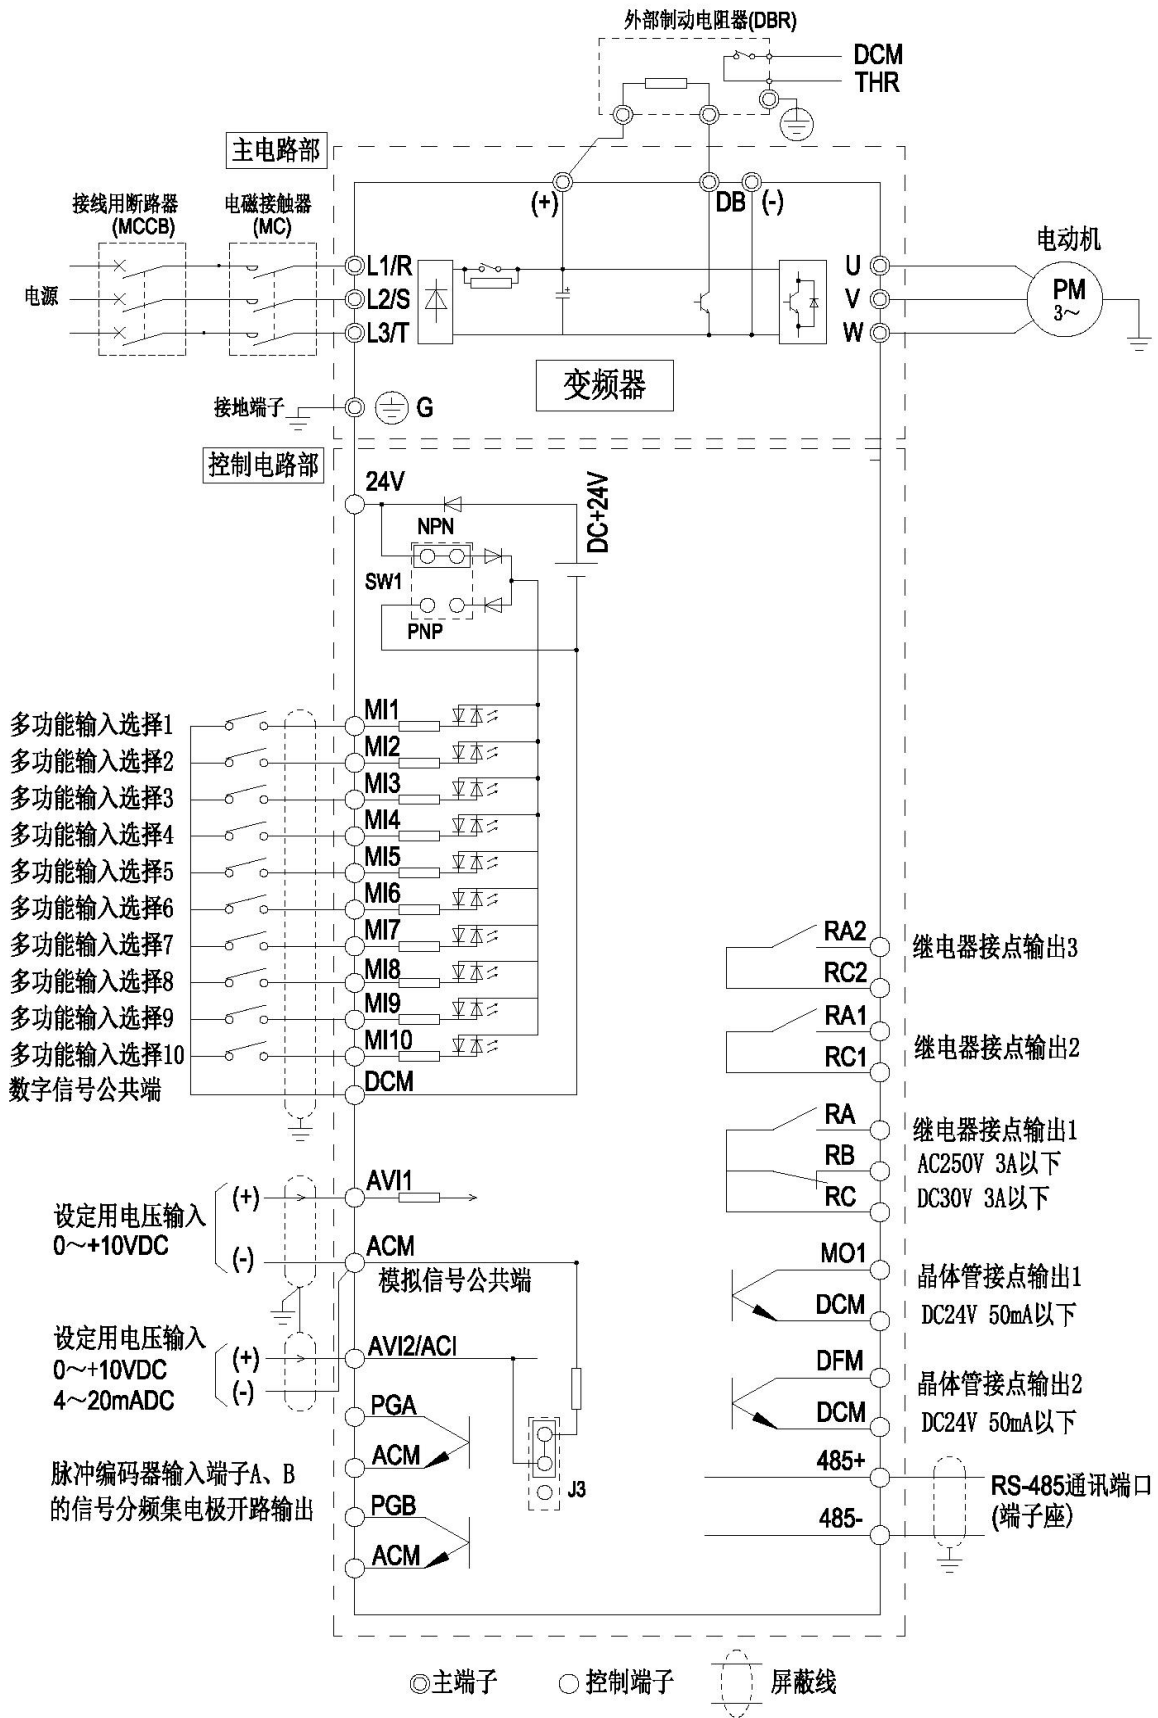 外部制动电阻器(DBR)
DCM
THR
主电路部
(+)
DB
(-)
接线用断路器
(MCCB)
电磁接触器
(MC)
电源
L1/R
L2/S
L3/T
U
V
W
电动机
PM
3～
变频器
接地端子
G
控制电路部
24V
DC+24V
NPN
SW1
PNP
多功能输入选择1
MI1
多功能输入选择2
MI2
多功能输入选择3
MI3
多功能输入选择4
MI4
多功能输入选择5
MI5
多功能输入选择6
MI6
多功能输入选择7
MI7
多功能输入选择8
MI8
多功能输入选择9
MI9
多功能输入选择10
MI10
数字信号公共端
DCM
RA2
RC2
继电器接点输出3
RA1
RC1
继电器接点输出2
RA
RB
RC
继电器接点输出1
AC250V 3A以下
DC30V 3A以下
设定用电压输入
0～+10VDC
(+)
(-)
AVI1
ACM
模拟信号公共端
MO1
DCM
晶体管接点输出1
DC24V 50mA以下
设定用电压输入
0～+10VDC
4～20mADC
(+)
(-)
AVI2/ACI
DFM
DCM
晶体管接点输出2
DC24V 50mA以下
PGA
ACM
PGB
ACM
J3
脉冲编码器输入端子A、B
的信号分频集电极开路输出
485+
485-
RS-485通讯端口
(端子座)
主端子
控制端子
屏蔽线